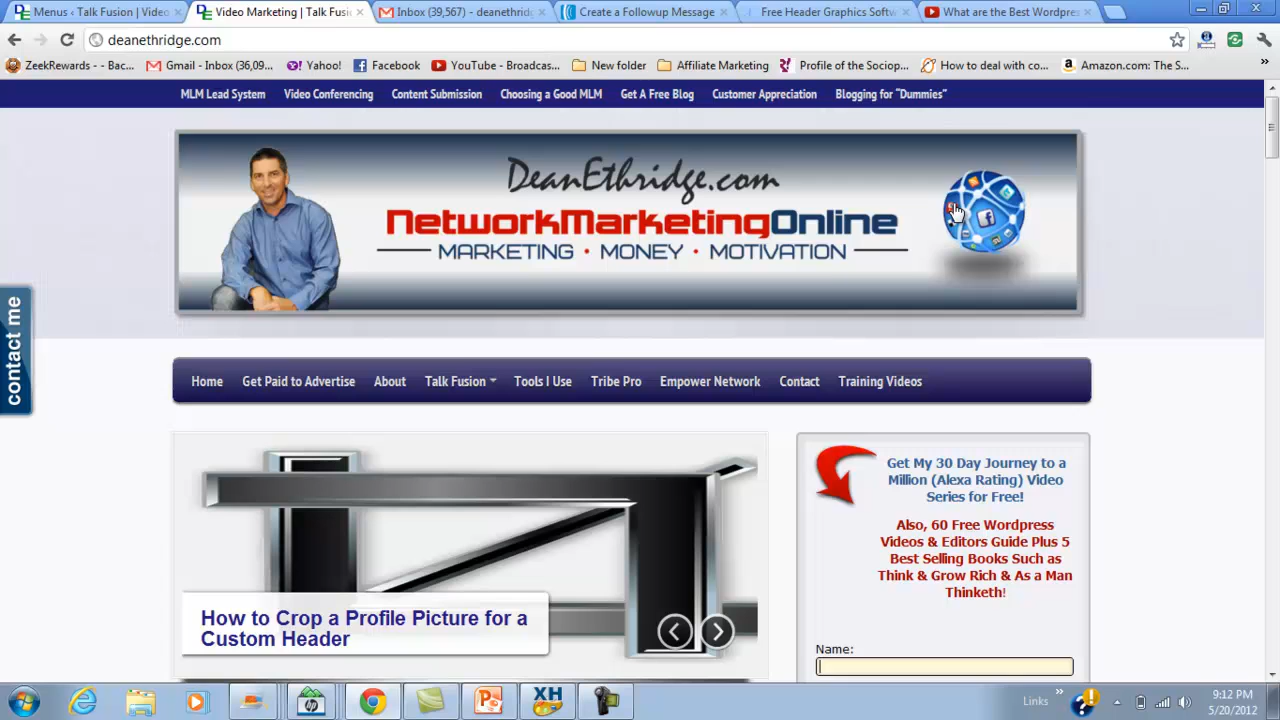 Menus ‹ Talk Fusion | Video
Video Marketing | Talk Fusi
Inbox (39,567) - deanethridg
Create a Followup Message
Free Header Graphics Softw
What are the Best Wordpres
deanethridge.com
ZeekRewards - - Bac...
Gmail - Inbox (36,09...
Yahoo!
Facebook
YouTube - Broadcas...
New folder
Affiliate Marketing
Profile of the Sociop...
How to deal with co...
Amazon.com: The S...
MLM Lead System
Video Conferencing
Content Submission
Choosing a Good MLM
Get A Free Blog
Customer Appreciation
Blogging for "Dummies"
DeanEthridge.com
NetworkMarketingOnline
MARKETING • MONEY • MOTIVATION
contact me
Home
Get Paid to Advertise
About
Talk Fusion
Tools I Use
Tribe Pro
Empower Network
Contact
Training Videos
How to Crop a Profile Picture for a
Custom Header
Get My 30 Day Journey to a
Million (Alexa Rating) Video
Series for Free!
Also, 60 Free Wordpress
Videos & Editors Guide Plus 5
Best Selling Books Such as
Think & Grow Rich & As a Man
Thinketh!
Name:
Links
9:12 PM
5/20/2012